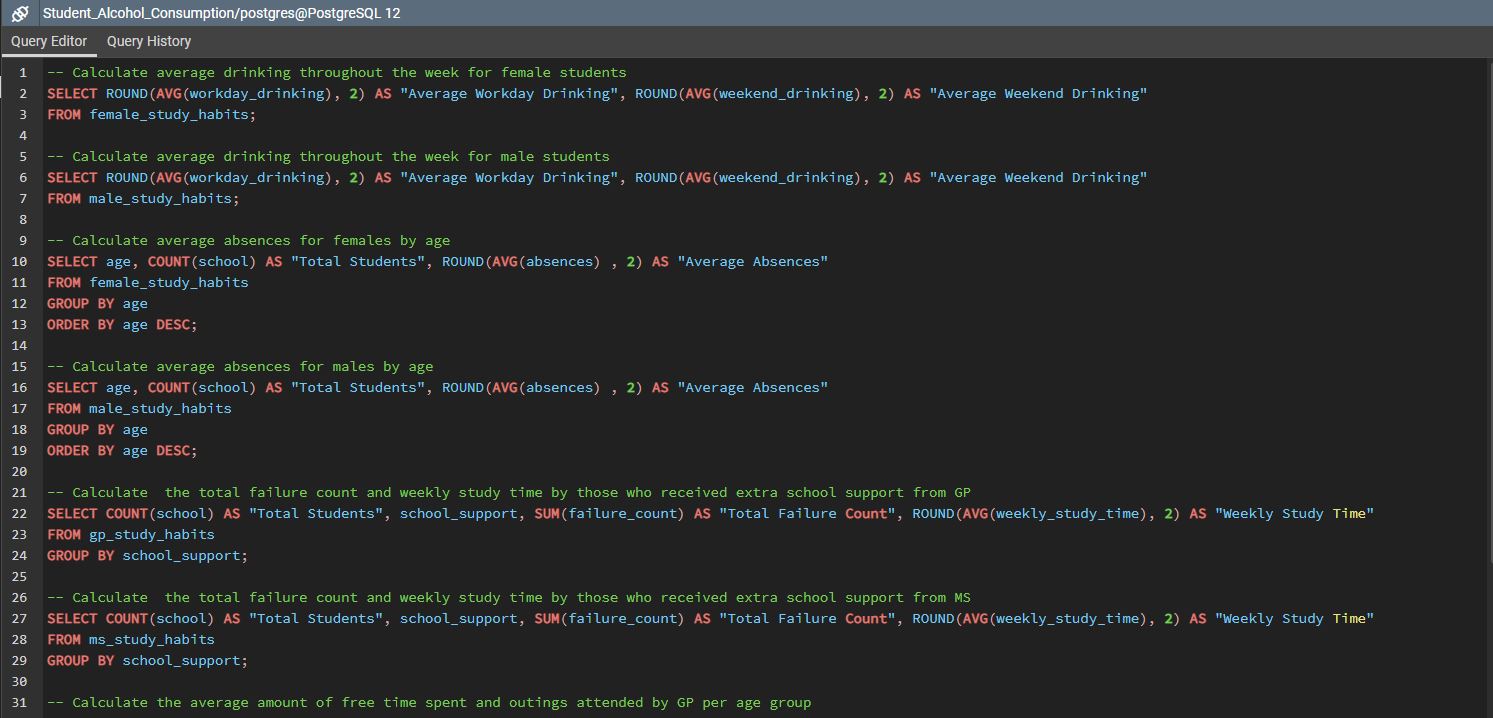 Student_Alcohol_Consumption/postgres@PostgreSQL 12
Query Editor Query History
1 -- Calculate average drinking throughout the week for female students
2 SELECT ROUND(AVG(workday_drinking), 2) AS "Average Workday Drinking", ROUND(AVG(weekend_drinking), 2) AS "Average Weekend Drinking"
3 FROM female_study_habits;
4
5 -- Calculate average drinking throughout the week for male students
6 SELECT ROUND(AVG(workday_drinking), 2) AS "Average Workday Drinking", ROUND(AVG(weekend_drinking), 2) AS "Average Weekend Drinking"
7 FROM male_study_habits;
8
9 -- Calculate average absences for females by age
10 SELECT age, COUNT(school) AS "Total Students", ROUND(AVG(absences) , 2) AS "Average Absences"
11 FROM female_study_habits
12 GROUP BY age
13 ORDER BY age DESC;
14
15 -- Calculate average absences for males by age
16 SELECT age, COUNT(school) AS "Total Students", ROUND(AVG(absences) , 2) AS "Average Absences"
17 FROM male_study_habits
18 GROUP BY age
19 ORDER BY age DESC;
20
21 -- Calculate  the total failure count and weekly study time by those who received extra school support from GP
22 SELECT COUNT(school) AS "Total Students", school_support, SUM(failure_count) AS "Total Failure Count", ROUND(AVG(weekly_study_time), 2) AS "Weekly Study Time"
23 FROM gp_study_habits
24 GROUP BY school_support;
25
26 -- Calculate  the total failure count and weekly study time by those who received extra school support from MS
27 SELECT COUNT(school) AS "Total Students", school_support, SUM(failure_count) AS "Total Failure Count", ROUND(AVG(weekly_study_time), 2) AS "Weekly Study Time"
28 FROM ms_study_habits
29 GROUP BY school_support;
30
31 -- Calculate the average amount of free time spent and outings attended by GP per age group